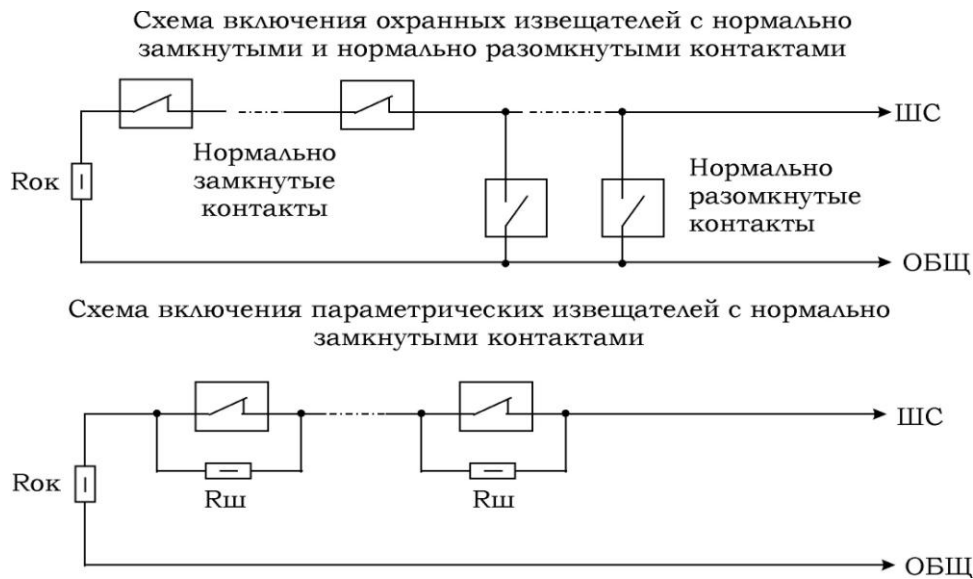 Схема включения охранных извещателей с нормально
замкнутыми и нормально разомкнутыми контактами
ШС
Rок
Нормально
замкнутые
контакты
Нормально
разомкнутые
контакты
ОБЩ
Схема включения параметрических извещателей с нормально
замкнутыми контактами
ШС
Rок
Rш
Rш
ОБЩ